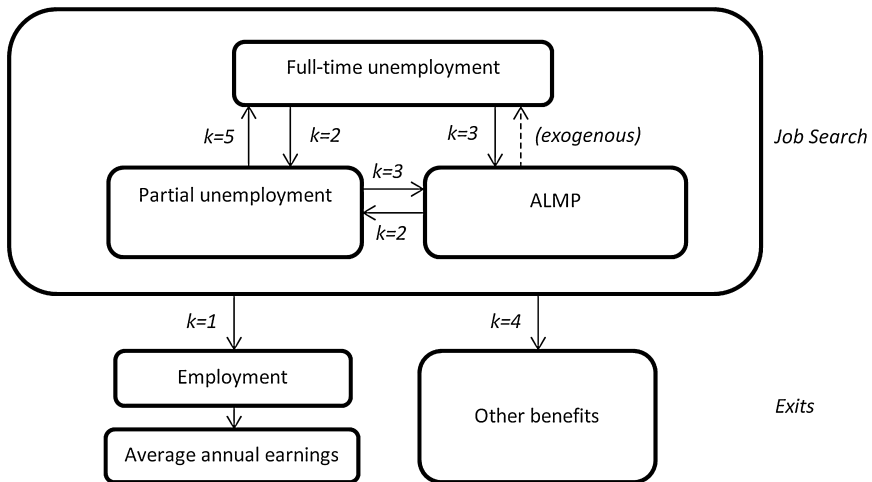 Full-time unemployment
k=5
k=2
k=3
(exogenous)
Job Search
Partial unemployment
k=3
ALMP
k=2
k=1
k=4
Employment
Other benefits
Exits
Average annual earnings